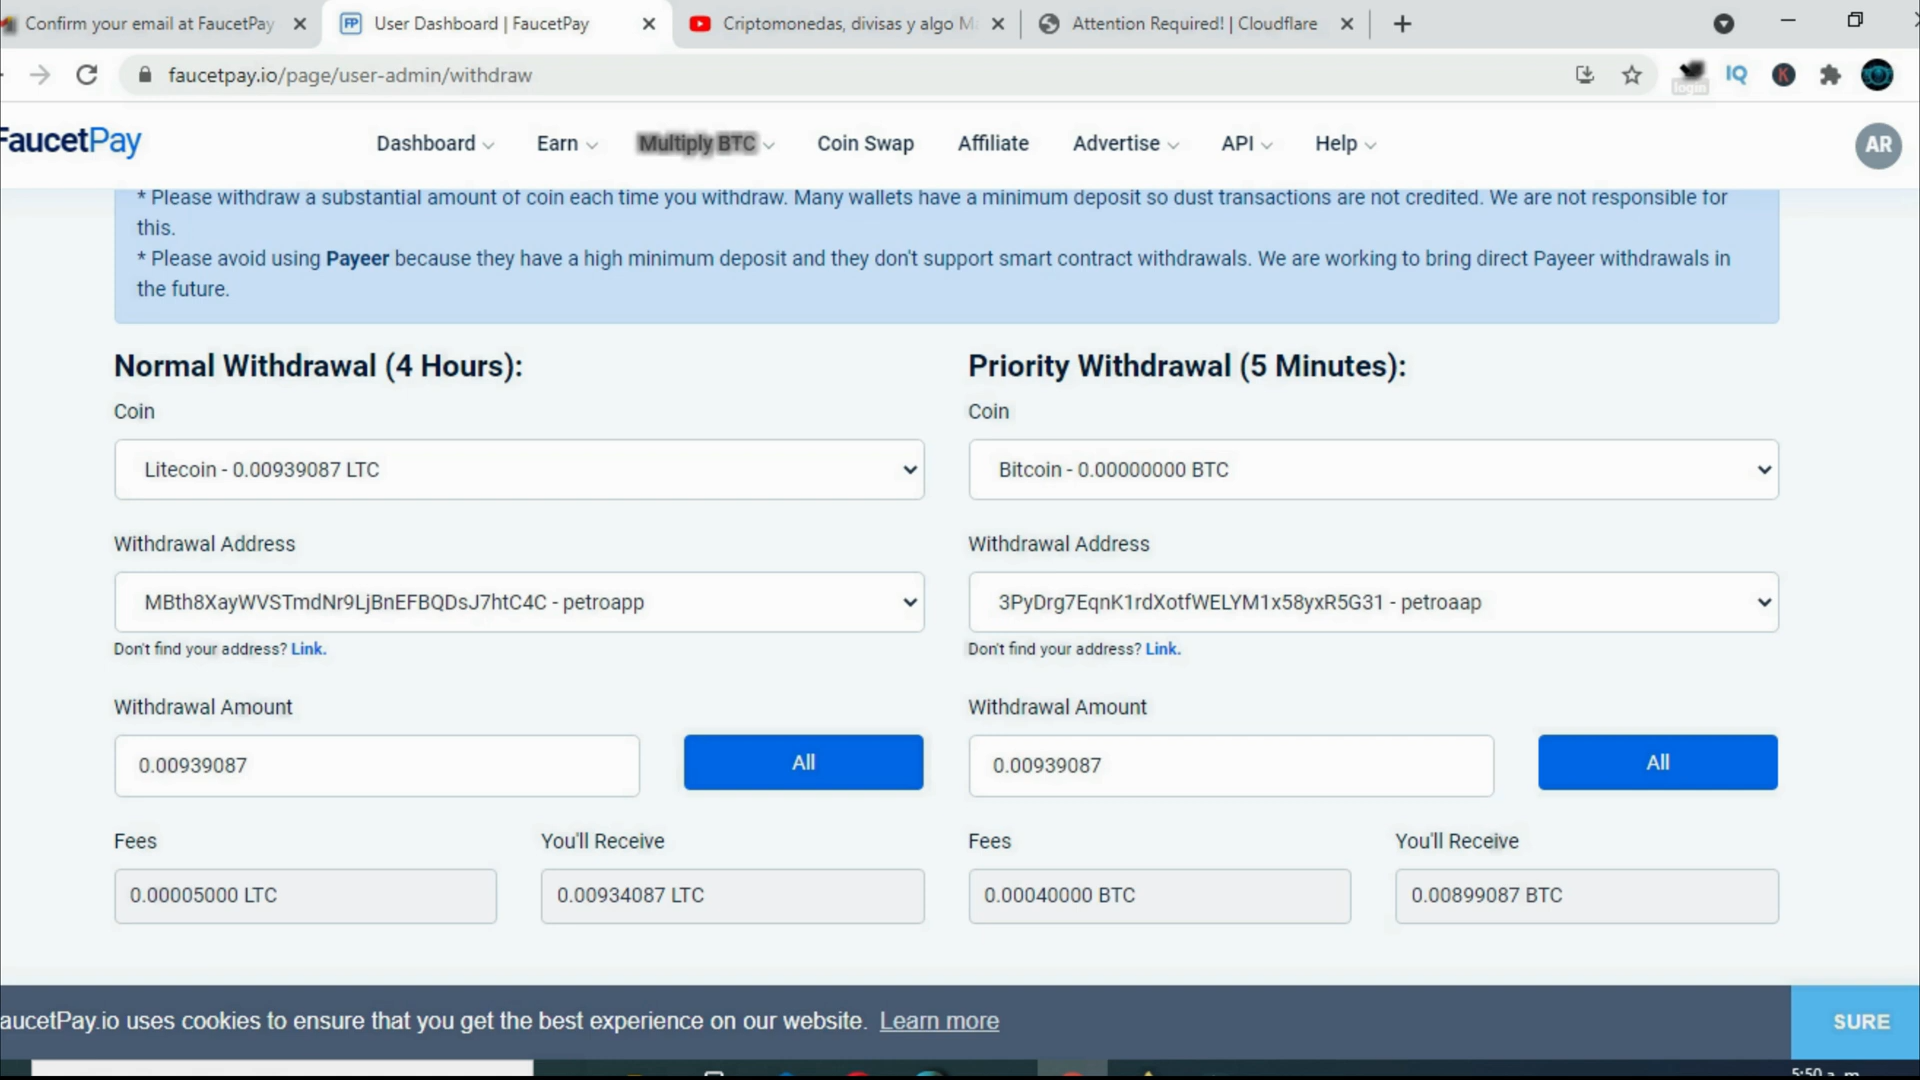 Confirm your email at FaucetPay
User Dashboard | FaucetPay
Criptomonedas, divisas y algo M
Attention Required! | Cloudflare
faucetpay.io/page/user-admin/withdraw
login
IQ
K
FaucetPay
Dashboard
Earn
Multiply BTC
Coin Swap
Affiliate
Advertise
API
Help
AR
* Please withdraw a substantial amount of coin each time you withdraw. Many wallets have a minimum deposit so dust transactions are not credited. We are not responsible for
this.
* Please avoid using Payeer because they have a high minimum deposit and they don't support smart contract withdrawals. We are working to bring direct Payeer withdrawals in
the future.
Normal Withdrawal (4 Hours):
Coin
Litecoin - 0.00939087 LTC
Withdrawal Address
MBth8XayWVSTmdNr9LjBnEFBQDsJ7htC4C - petroapp
Don't find your address? Link.
Withdrawal Amount
0.00939087
All
Fees
You'll Receive
0.00005000 LTC
0.00934087 LTC
Priority Withdrawal (5 Minutes):
Coin
Bitcoin - 0.00000000 BTC
Withdrawal Address
3PyDrg7EqnK1rdXotfWELYM1x58yxR5G31 - petroaap
Don't find your address? Link.
Withdrawal Amount
0.00939087
All
Fees
You'll Receive
0.00040000 BTC
0.00899087 BTC
aucetPay.io uses cookies to ensure that you get the best experience on our website. Learn more
SURE